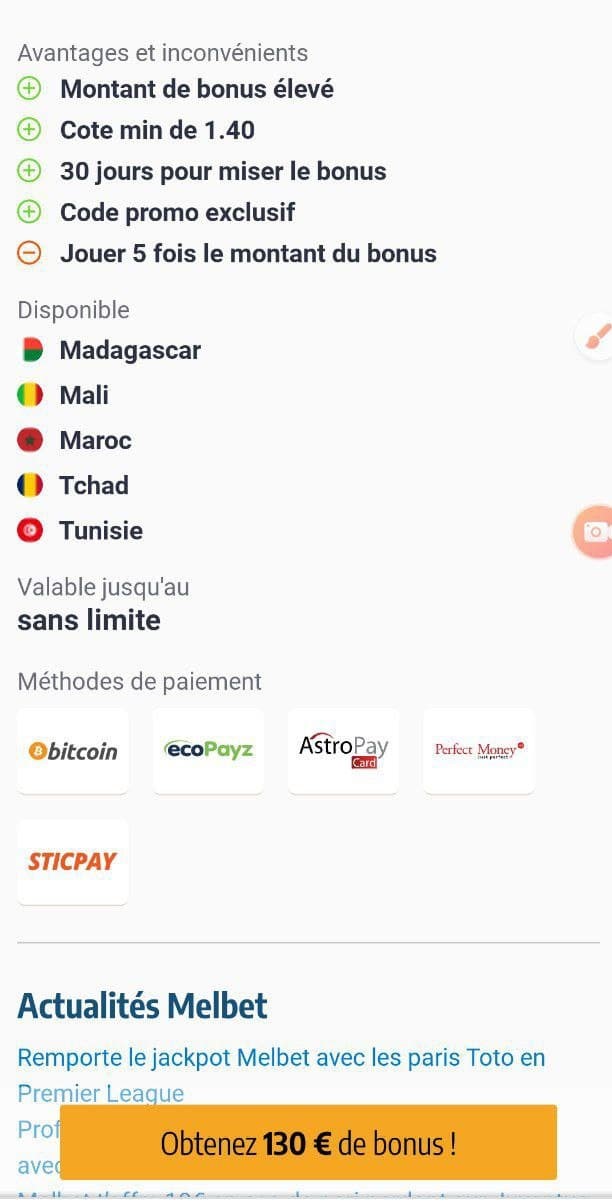 Avantages et inconvénients
Montant de bonus élevé
Cote min de 1.40
30 jours pour miser le bonus
Code promo exclusif
Jouer 5 fois le montant du bonus
Disponible
Madagascar
Mali
Maroc
Tchad
Tunisie
Valable jusqu'au
sans limite
Méthodes de paiement
bitcoin ecoPayz AstroPay Card Perfect Money just perfect
STICPAY
Actualités Melbet
Remporte le jackpot Melbet avec les paris Toto en
Premier League
Prof
avec
Obtenez 130 € de bonus !